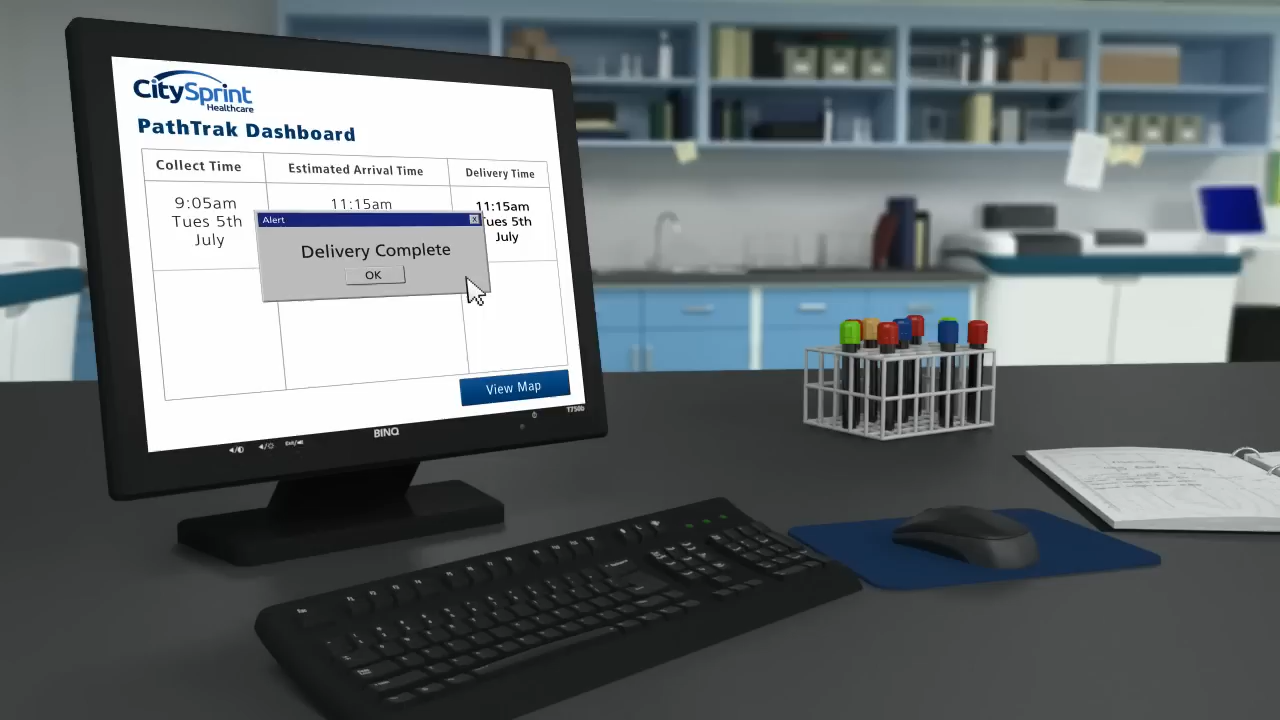 CitySprint
Healthcare
PathTrak Dashboard
Collect Time
Estimated Arrival Time
Delivery Time
9:05am
Tues 5th
July
11:15am
11:15am
Tues 5th
July
Alert
Delivery Complete
OK
View Map
BINQ